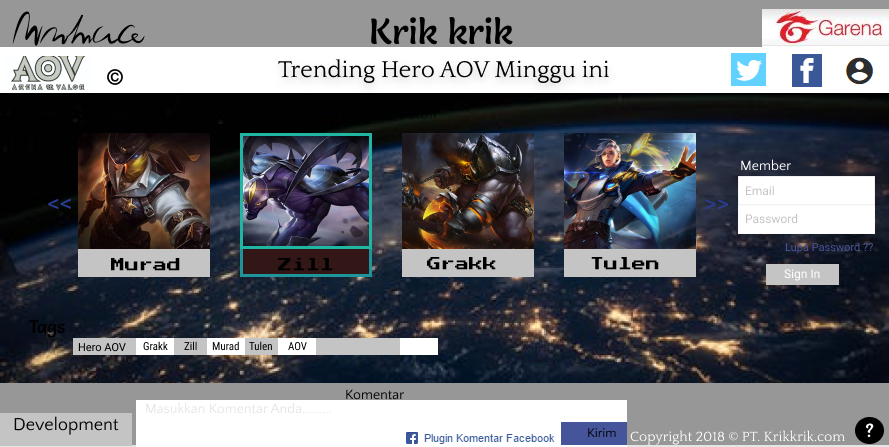 Krik krik
Garena
AOV
ARENA OF VALOR
©
Trending Hero AOV Minggu ini
<<
Murad
Zill
Grakk
Tulen
>>
Member
Email
Password
Lupa Password ??
Sign In
Tags
Hero AOV Grakk Zill Murad Tulen AOV
Komentar
Masukkan Komentar Anda........
Development
Plugin Komentar Facebook
Kirim
Copyright 2018 © PT. Krikkrik.com
?